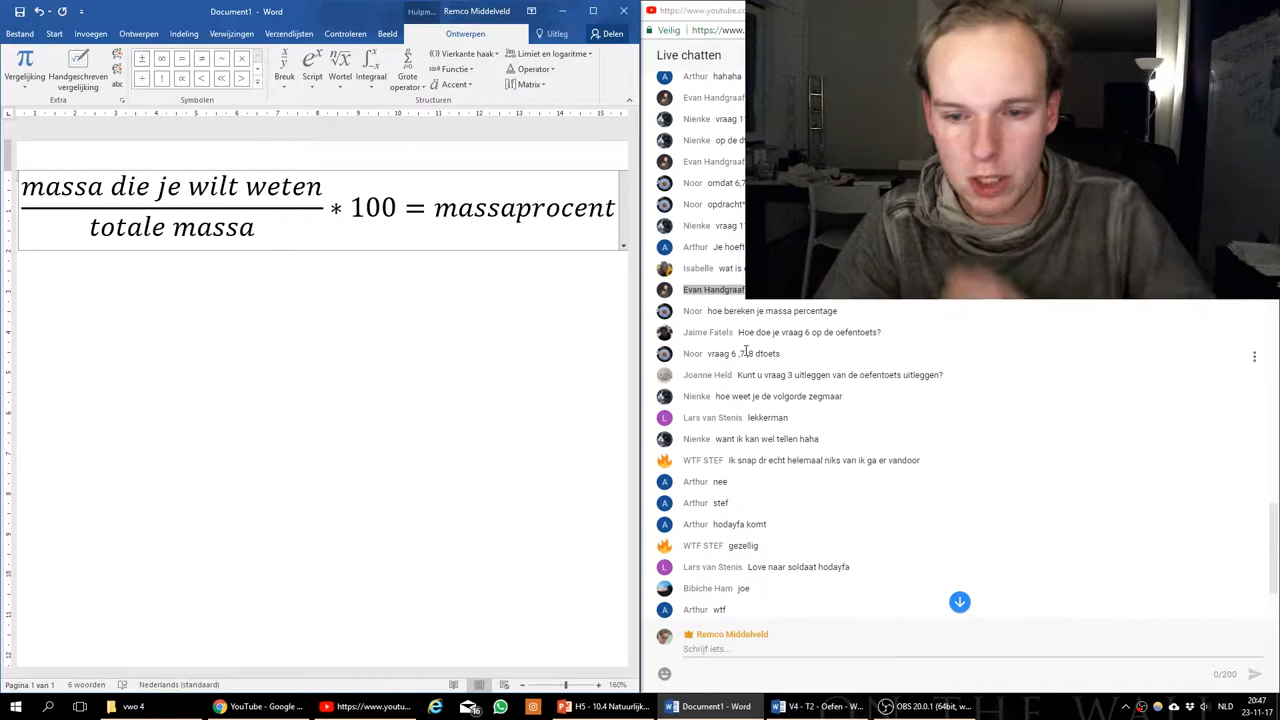 Document1 - Word
Hulpm...
https://www.youtube.co
Bestand
Start
Invoegen
Ontwerpen
Indeling
Verwijzingen
Verzendlijsten
Controleren
Beeld
Ontwerpen
Uitleg
Delen
Vergelijking
Handgeschreven
vergelijking
abc
Breuk
Script
Wortel
Integraal
Grote
operator
Vierkante haak
Functie
Accent
Limiet en logaritme
Operator
Matrix
Extra
Symbolen
Structuren
massa die je wilt weten
totale massa
* 100 = massaprocent
Veilig https://www.
Live chatten
Arthur hahaha
Evan Handgraaf
Nienke vraag 1
Nienke op de d
Evan Handgraaf
Noor omdat 6,7
Noor opdracht*
Nienke vraag 1
Arthur Je hoeft
Isabelle wat is
Evan Handgraaf
Noor hoe bereken je massa percentage
Jaime Fatels Hoe doe je vraag 6 op de oefentoets?
Noor vraag 6 ,7,8 dtoets
Joanne Held Kunt u vraag 3 uitleggen van de oefentoets uitleggen?
Nienke hoe weet je de volgorde zegmaar
Lars van Stenis lekkerman
Nienke want ik kan wel tellen haha
WTF STEF Ik snap dr echt helemaal niks van ik ga er vandoor
Arthur nee
Arthur stef
Arthur hodayfa komt
WTF STEF gezellig
Lars van Stenis Love naar soldaat hodayfa
Bibiche Ham joe
Arthur wtf
Remco Middelveld
Schrijf iets...
0/200
Pagina 1 van 1
6 woorden
Nederlands (standaard)
160%
vwo 4
YouTube - Google ...
https://www.youtu...
16
H5 - 10.4 Natuurlijk...
Document1 - Word
V4 - T2 - Oefen - W...
OBS 20.0.1 (64bit, w...
NLD
20:47
23-11-17
ON THE WAL